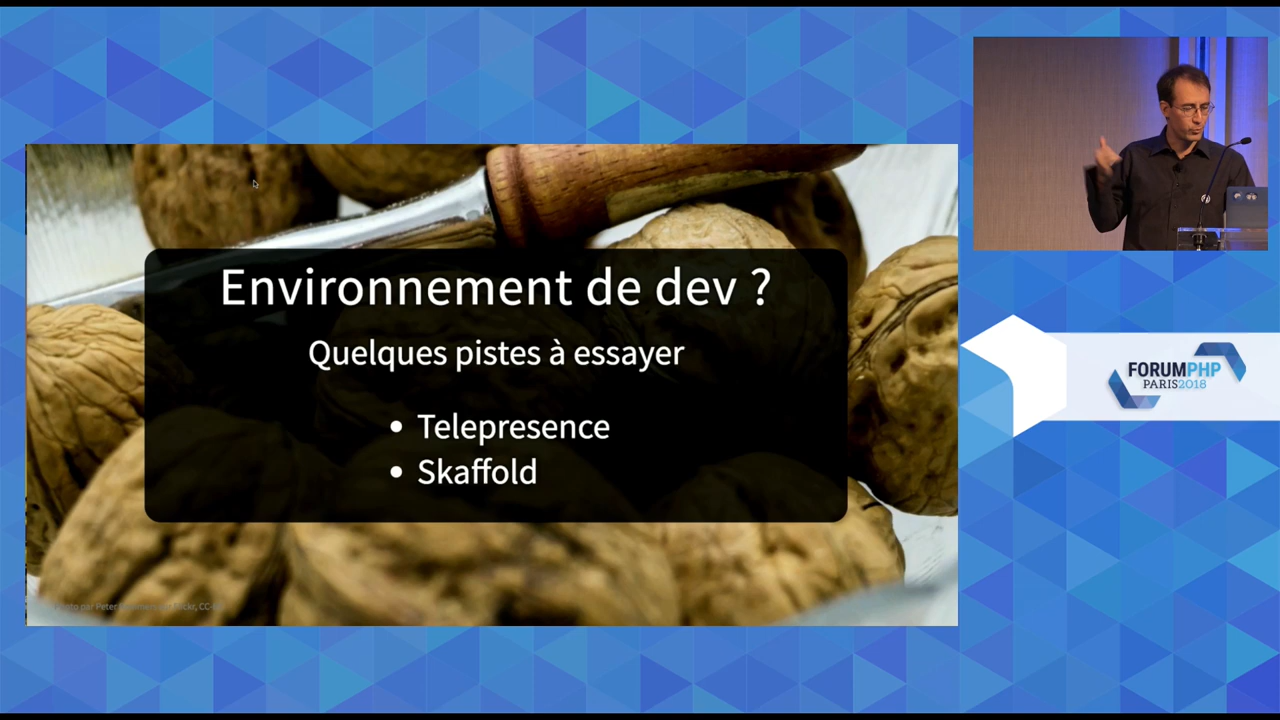 Environnement de dev ?
Quelques pistes à essayer
• Telepresence
• Skaffold
FORUMPHP
PARIS2018